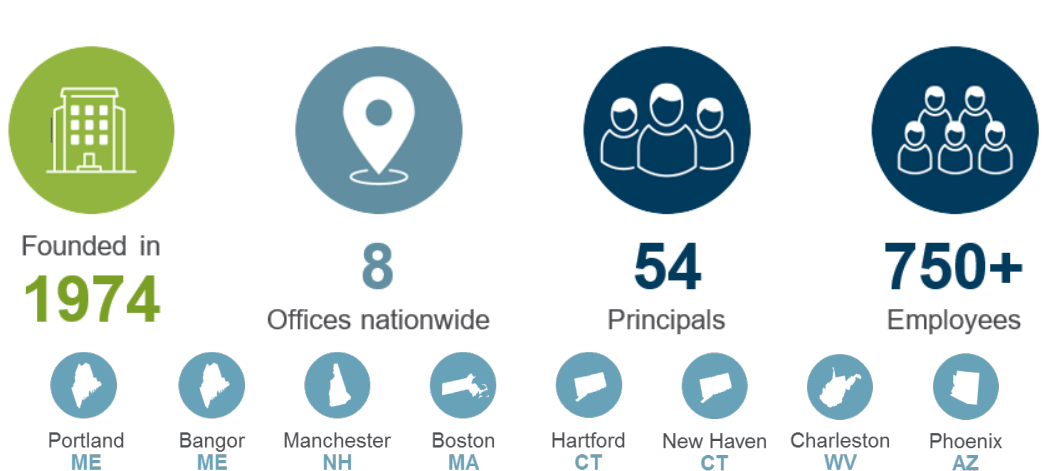 Founded in
1974
8
Offices nationwide
54
Principals
750+
Employees
Portland
ME
Bangor
ME
Manchester
NH
Boston
MA
Hartford
CT
New Haven
CT
Charleston
WV
Phoenix
AZ